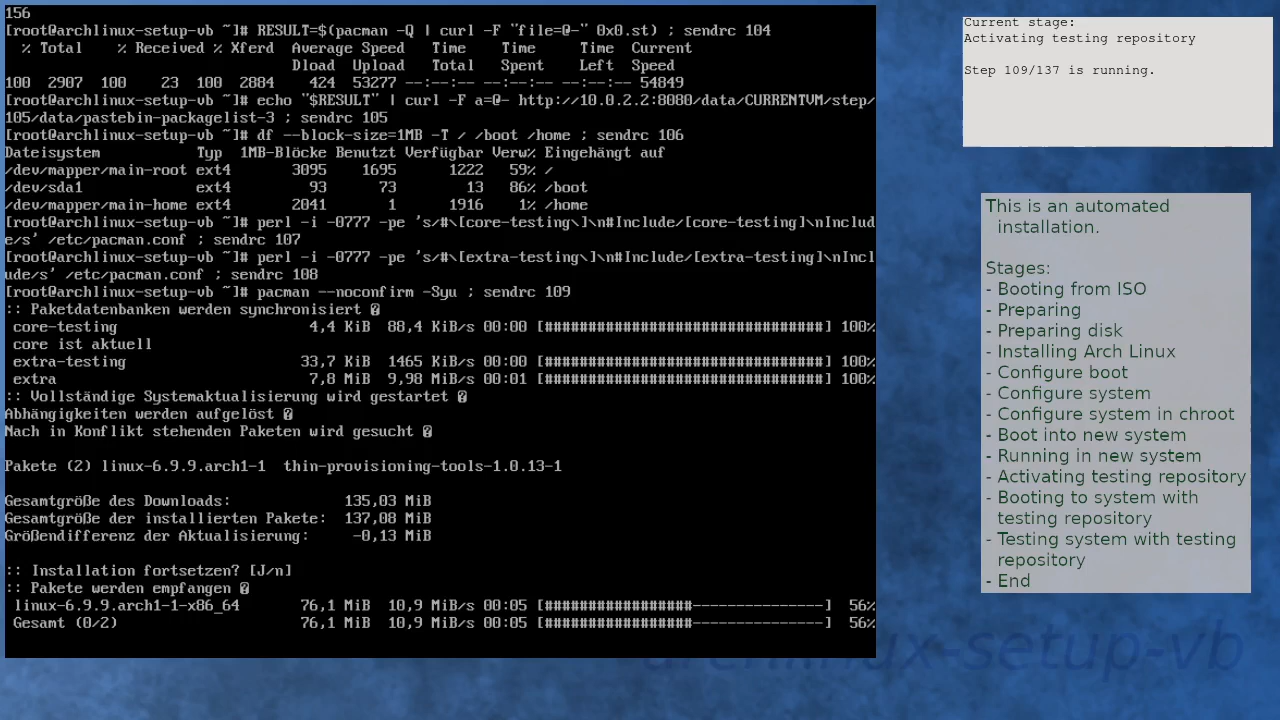 156
[root@archlinux-setup-vb ~]# RESULT=$(pacman -Q | curl -F "file=@-" 0x0.st) ; sendrc 104
  % Total    % Received % Xferd  Average Speed   Time    Time     Time  Current
                                 Dload  Upload   Total   Spent    Left  Speed
100  2907  100    23  100  2884    424  53277 --:--:-- --:--:-- --:--:-- 54849
[root@archlinux-setup-vb ~]# echo "$RESULT" | curl -F a=@- http://10.0.2.2:8080/data/CURRENTVM/step/
105/data/pastebin-packagelist-3 ; sendrc 105
[root@archlinux-setup-vb ~]# df --block-size=1MB -T / /boot /home ; sendrc 106
Dateisystem           Typ  1MB-Blöcke Benutzt Verfügbar Verw% Eingehängt auf
/dev/mapper/main-root ext4       3095    1695      1222   59% /
/dev/sda1             ext4         93      73        13   86% /boot
/dev/mapper/main-home ext4       2041       1      1916    1% /home
[root@archlinux-setup-vb ~]# perl -i -0777 -pe 's/#\[core-testing\]\n#Include/[core-testing]\nInclud
e/s' /etc/pacman.conf ; sendrc 107
[root@archlinux-setup-vb ~]# perl -i -0777 -pe 's/#\[extra-testing\]\n#Include/[extra-testing]\nIncl
ude/s' /etc/pacman.conf ; sendrc 108
[root@archlinux-setup-vb ~]# pacman --noconfirm -Syu ; sendrc 109
:: Paketdatenbanken werden synchronisiert �
 core-testing                     4,4 KiB  88,4 KiB/s 00:00 [################################] 100%
 core ist aktuell
 extra-testing                   33,7 KiB  1465 KiB/s 00:00 [################################] 100%
 extra                            7,8 MiB  9,98 MiB/s 00:01 [################################] 100%
:: Vollständige Systemaktualisierung wird gestartet �
Abhängigkeiten werden aufgelöst �
Nach in Konflikt stehenden Paketen wird gesucht �
Pakete (2) linux-6.9.9.arch1-1  thin-provisioning-tools-1.0.13-1
Gesamtgröße des Downloads:             135,03 MiB
Gesamtgröße der installierten Pakete:  137,08 MiB
Größendifferenz der Aktualisierung:     -0,13 MiB
:: Installation fortsetzen? [J/n]
:: Pakete werden empfangen �
 linux-6.9.9.arch1-1-x86_64       76,1 MiB  10,9 MiB/s 00:05 [#################---------------]  56%
 Gesamt (0/2)                     76,1 MiB  10,9 MiB/s 00:05 [#################---------------]  56%
Current stage:
Activating testing repository
Step 109/137 is running.
This is an automated
installation.
Stages:
- Booting from ISO
- Preparing
- Preparing disk
- Installing Arch Linux
- Configure boot
- Configure system
- Configure system in chroot
- Boot into new system
- Running in new system
- Activating testing repository
- Booting to system with
testing repository
- Testing system with testing
repository
- End
archlinux-setup-vb